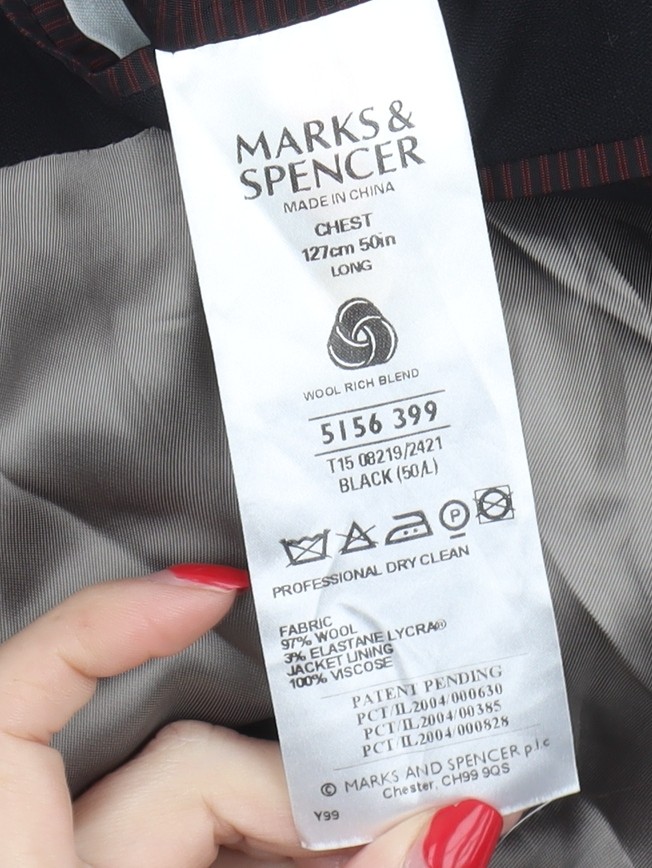 MARKS &
SPENCER
MADE IN CHINA
CHEST
127cm 50in
LONG
WOOL RICH BLEND
5156 399
T15 08219/2421
BLACK (50/L)
P
PROFESSIONAL DRY CLEAN
FABRIC
97% WOOL
3% ELASTANE LYCRA®
JACKET LINING
100% VISCOSE
PATENT PENDING
PCT/IL2004/000630
PCT/IL2004/00385
PCT/IL2004/000828
© MARKS AND SPENCER p l c
Chester, CH99 9QS
Y99